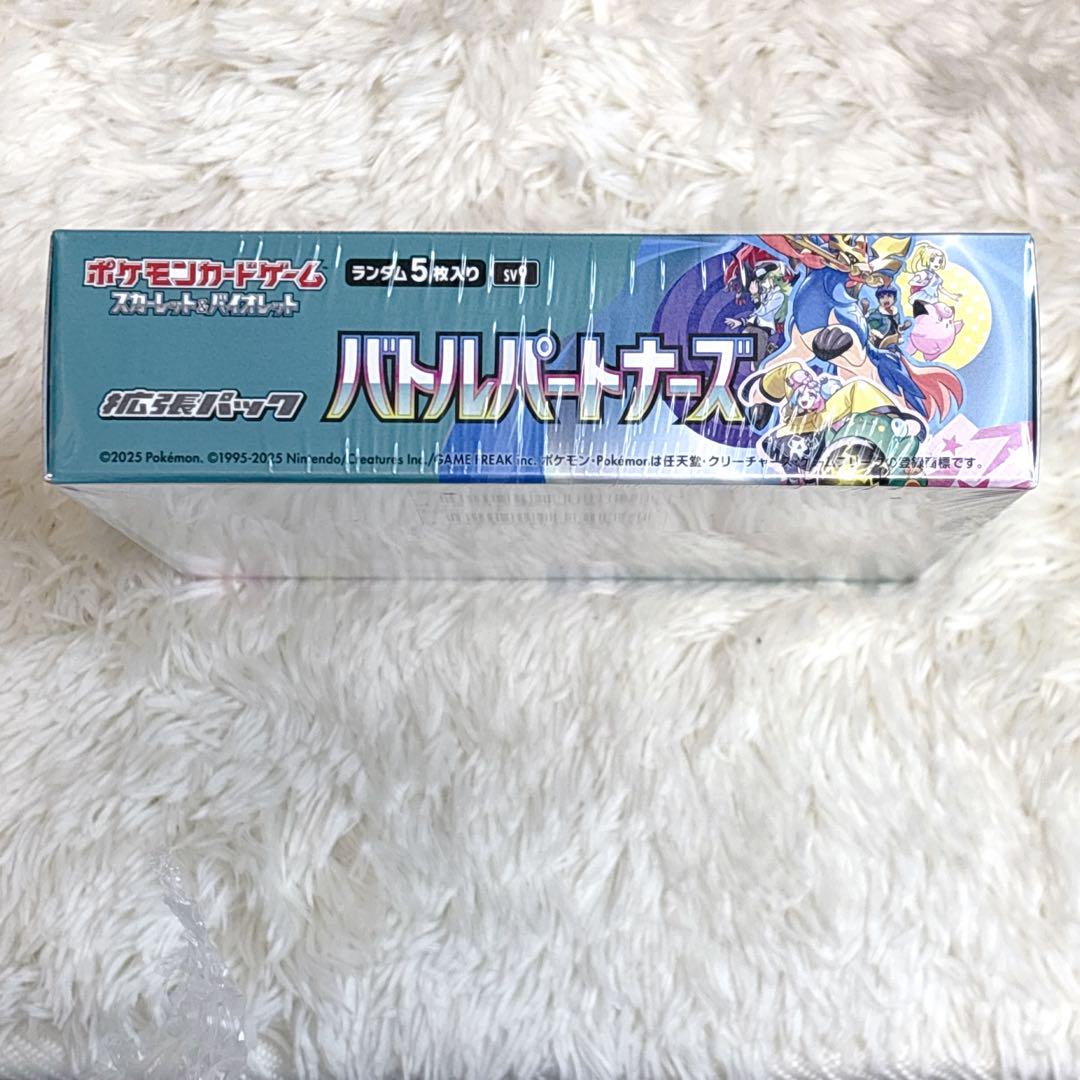 ポケモンカードゲーム
スカーレット&バイオレット
ランダム5枚入り
SV9
拡張パック
バトルパートナーズ
©2025 Pokémon. ©1995-2025 Nintendo/Creatures Inc./GAME FREAK inc. ポケモン・Pokémonは任天堂・クリーチャーズ・ゲームフリークの登録商標です。